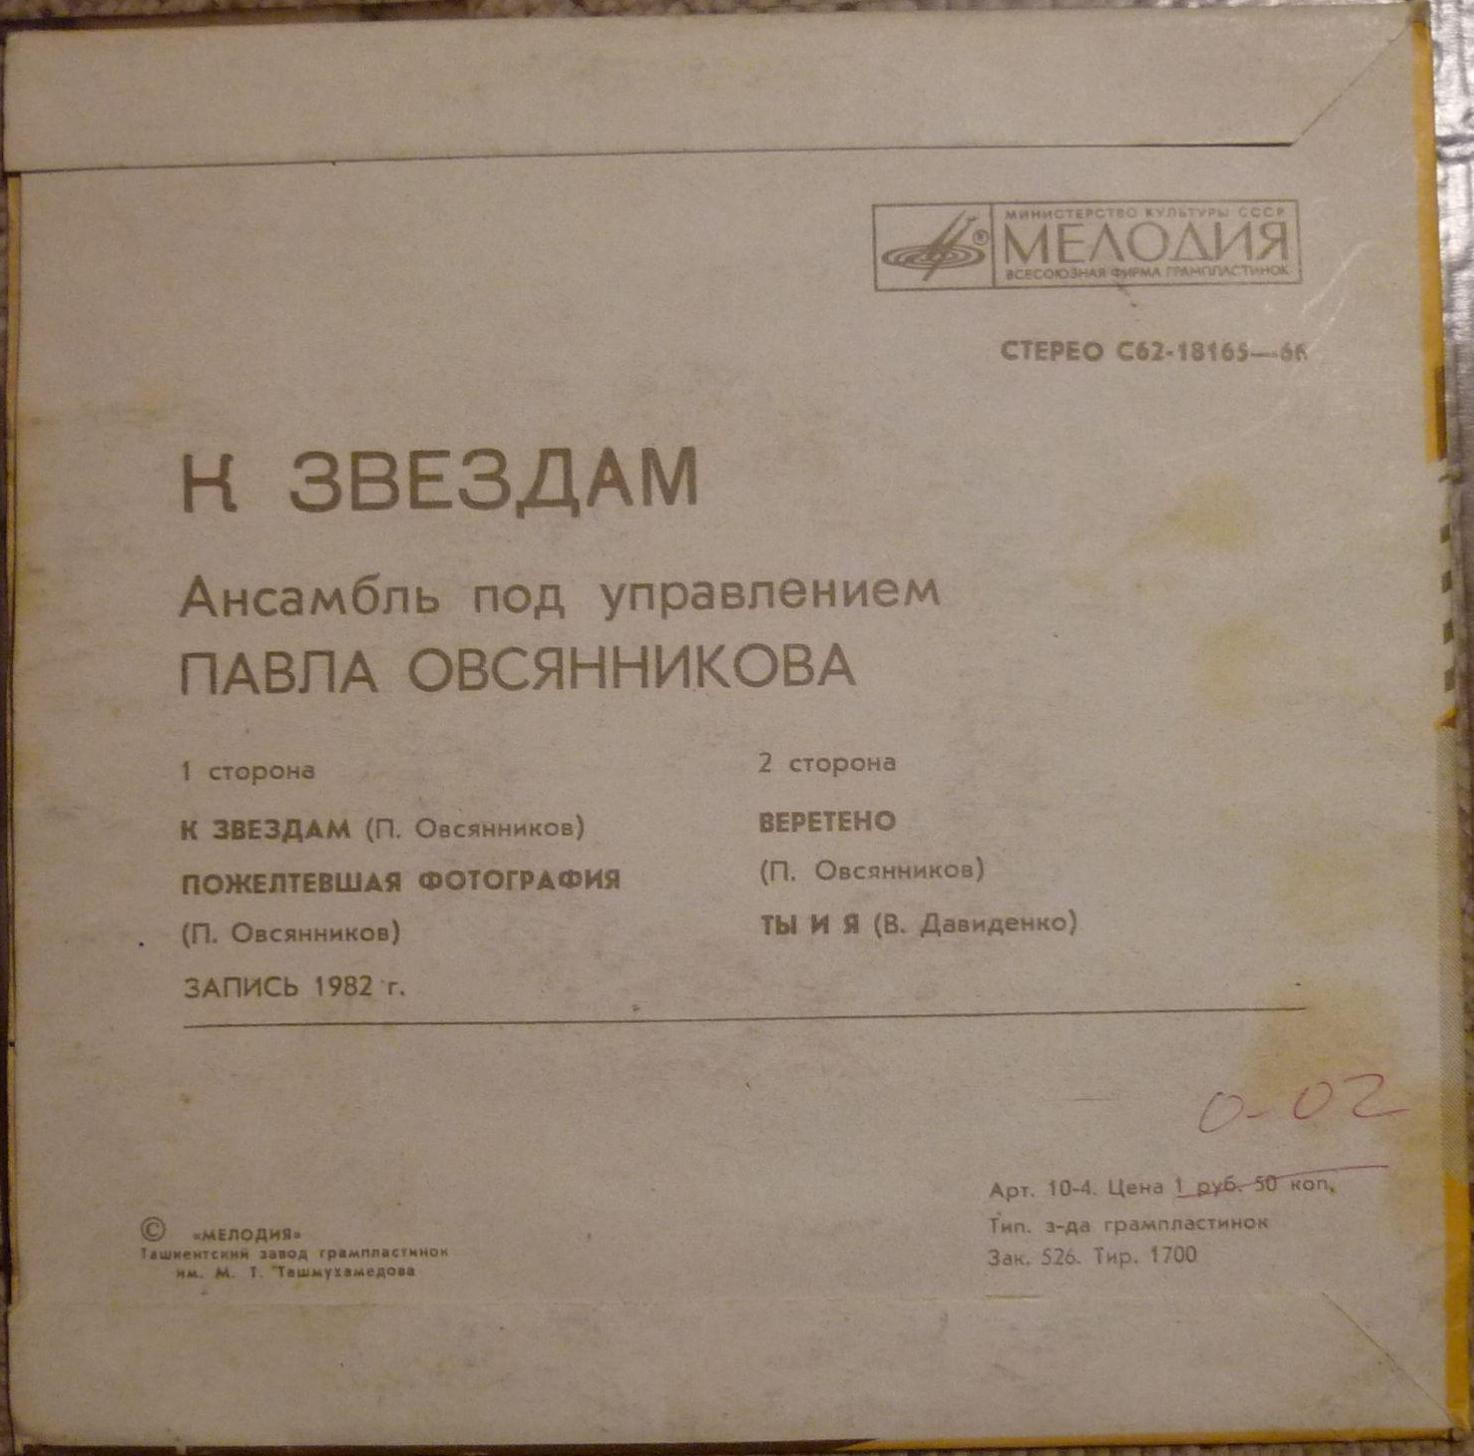 МИНИСТЕРСТВО КУЛЬТУРЫ СССР
МЕЛОДИЯ
ВСЕСОЮЗНАЯ ФИРМА ГРАМПЛАСТИНОК
СТЕРЕО С62-18165—66
К ЗВЕЗДАМ
Ансамбль под управлением
ПАВЛА ОВСЯННИКОВА
1 сторона
К ЗВЕЗДАМ (П. Овсянников)
ПОЖЕЛТЕВШАЯ ФОТОГРАФИЯ
(П. Овсянников)
ЗАПИСЬ 1982 г.
2 сторона
ВЕРЕТЕНО
(П. Овсянников)
ТЫ И Я (В. Давиденко)
0-02
© «МЕЛОДИЯ»
Ташкентский завод грампластинок
им. М. Т. Ташмухамедова
Арт. 10-4. Цена 1 руб. 50 коп.
Тип. з-да грампластинок
Зак. 526. Тир. 1700